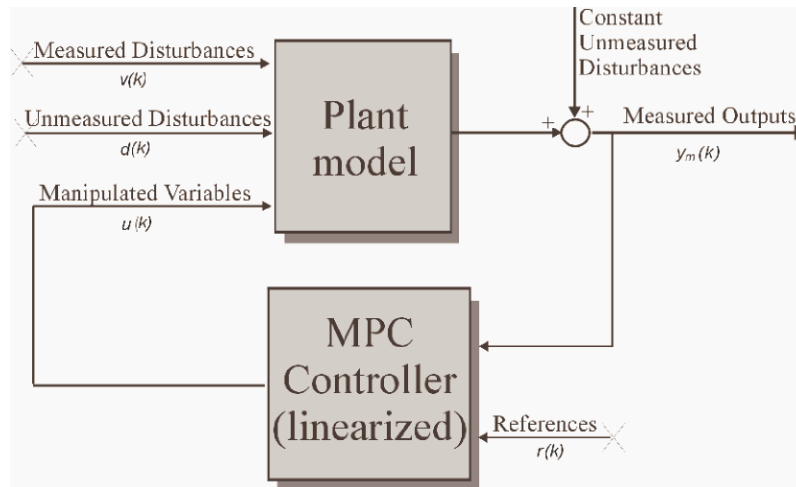 Measured Disturbances
v(k)
Unmeasured Disturbances
d(k)
Manipulated Variables
u(k)
Plant
model
Constant
Unmeasured
Disturbances
+
+
Measured Outputs
ym(k)
MPC
Controller
(linearized)
References
r(k)